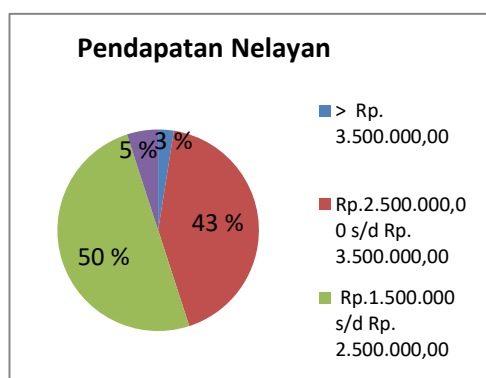 Pendapatan Nelayan
3 %
5 %
43 %
50 %
> Rp.
3.500.000,00
Rp.2.500.000,0
0 s/d Rp.
3.500.000,00
Rp.1.500.000
s/d Rp.
2.500.000,00